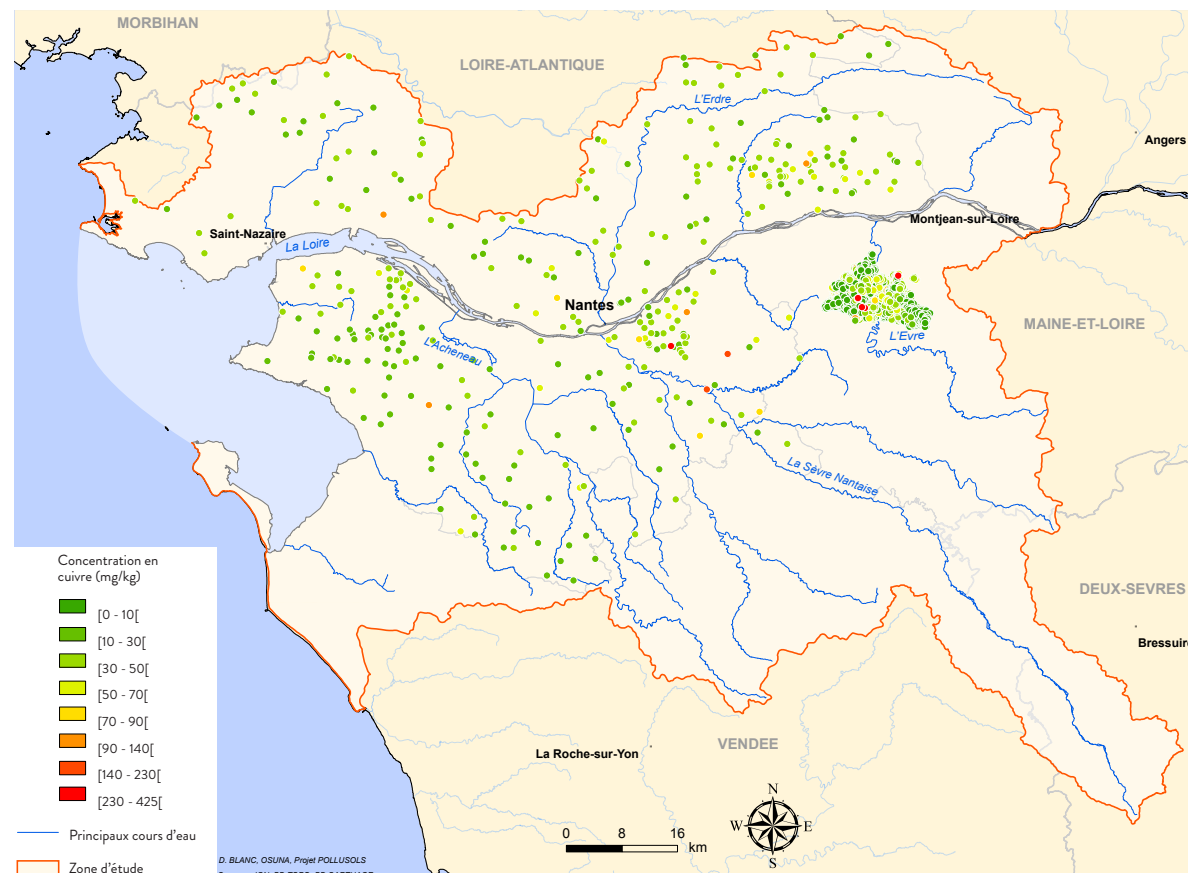 MORBIHAN
LOIRE-ATLANTIQUE
L'Erdre
Angers
Montjean-sur-Loire
Saint-Nazaire
La Loire
Nantes
MAINE-ET-LOIRE
L'Evre
L'Acheneau
La Sèvre Nantaise
DEUX-SEVRES
Bressuire
VENDEE
La Roche-sur-Yon
Concentration en
cuivre (mg/kg)
[0 - 10[
[10 - 30[
[30 - 50[
[50 - 70[
[70 - 90[
[90 - 140[
[140 - 230[
[230 - 425[
Principaux cours d'eau
Zone d'étude
N
W E
S
0 8 16
km
D. BLANC, OSUNA, Projet POLLUSOLS